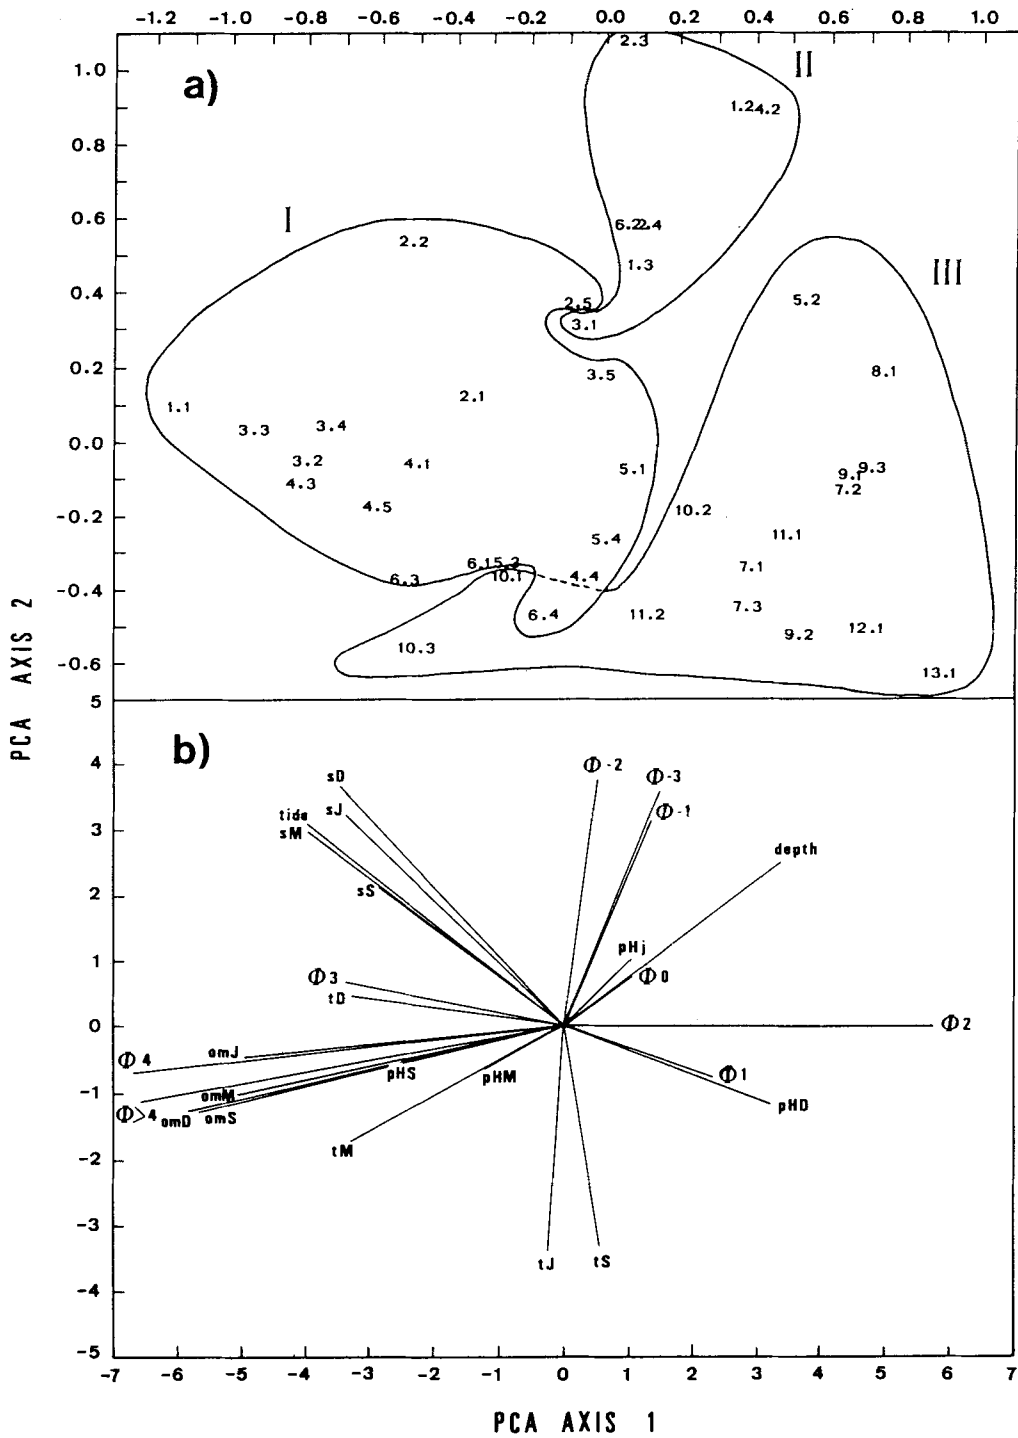 -1.2 -1.0 -0.8 -0.6 -0.4 -0.2 0.0 0.2 0.4 0.6 0.8 1.0
2.3
II
1.0
a)
1.2 4.2
0.8
0.6
I
6.2 2.4
2.2
1.3
III
0.4
2.5
5.2
3.1
0.2
3.5
8.1
2.1
1.1
3.4
3.3
0.0
3.2
4.1
5.1
9.3
9.1
4.3
7.2
4.5
10.2
-0.2
11.1
5.4
6.1 5.3
7.1
6.3
10.1
4.4
-0.4
7.3
6.4
11.2
12.1
9.2
10.3
-0.6
13.1
PCA AXIS 2
5
b)
4
Φ-2
Φ-3
sD
sJ
Φ-1
tide
3
sM
depth
2
sS
pHj
1
Φ3
Φ0
tD
0
Φ2
omJ
Φ4
pHS
pHM
Φ1
-1
omM
pHD
Φ>4
omD
omS
tM
-2
-3
tJ
tS
-4
-5
-7 -6 -5 -4 -3 -2 -1 0 1 2 3 4 5 6 7
PCA AXIS 1